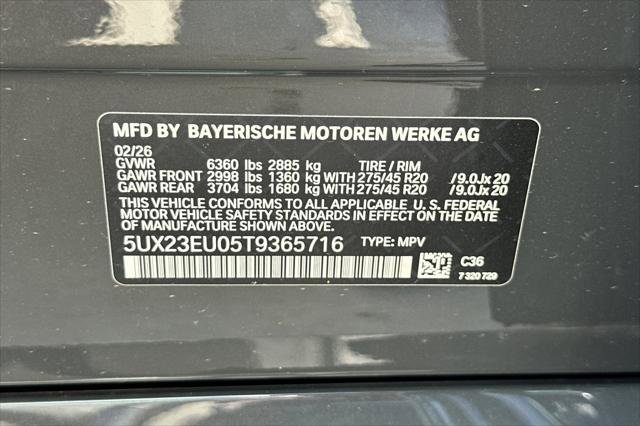 MFD BY BAYERISCHE MOTOREN WERKE AG
02/26
GVWR 6360 lbs 2885 kg TIRE / RIM
GAWR FRONT 2998 lbs 1360 kg WITH 275/45 R20 /9.0Jx20
GAWR REAR 3704 lbs 1680 kg WITH 275/45 R20 /9.0Jx20
THIS VEHICLE CONFORMS TO ALL APPLICABLE U. S. FEDERAL
MOTOR VEHICLE SAFETY STANDARDS IN EFFECT ON THE DATE
OF MANUFACTURE SHOWN ABOVE.
5UX23EU05T9365716 TYPE: MPV
C36
7 320 729